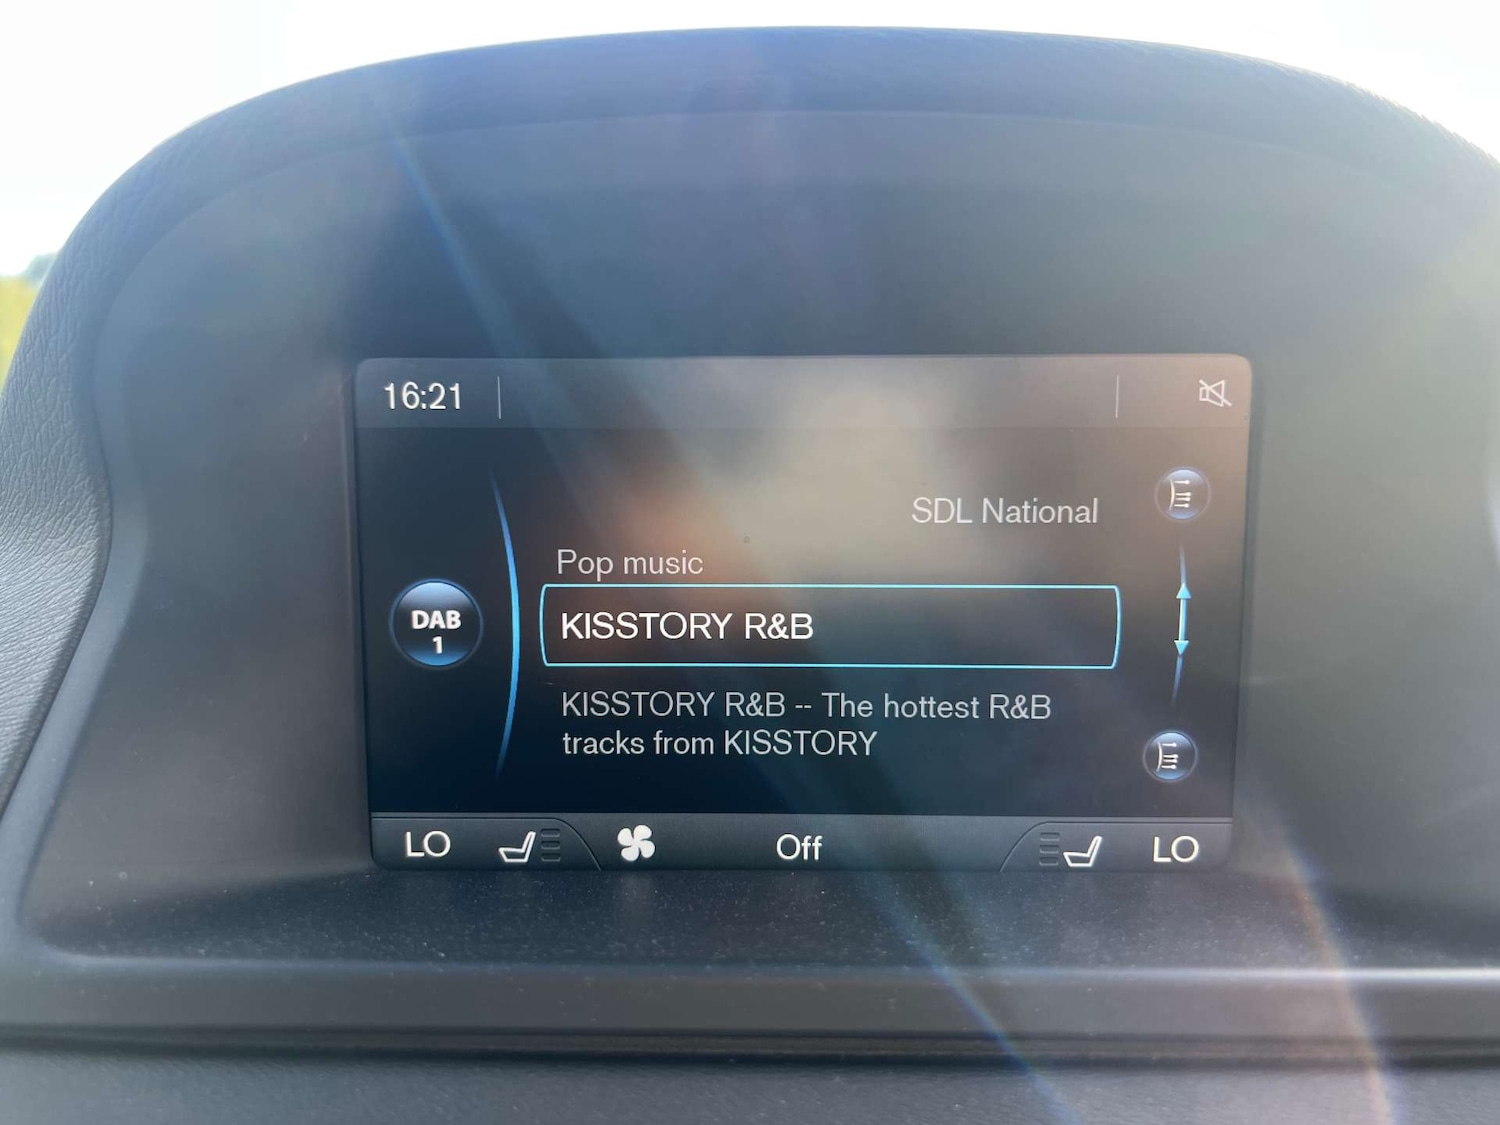 16:21
SDL National
Pop music
DAB
1
KISSTORY R&B
KISSTORY R&B -- The hottest R&B
tracks from KISSTORY
LO
Off
LO